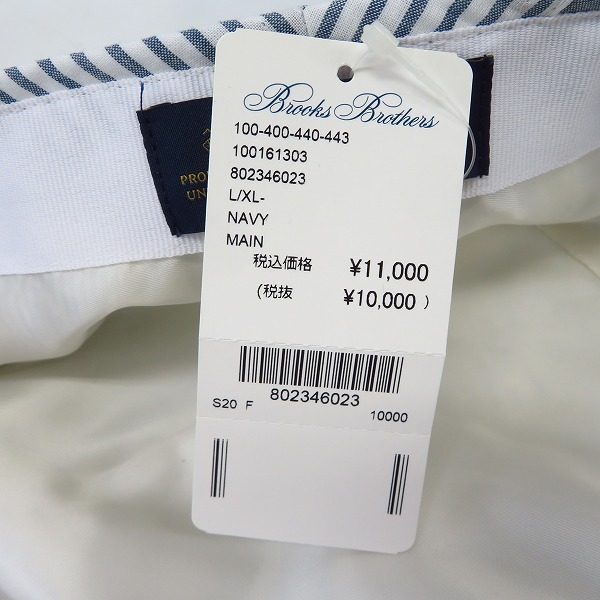 Brooks Brothers
100-400-440-443
100161303
802346023
L/XL-
NAVY
MAIN
税込価格 ¥11,000
(税抜 ¥10,000 )
802346023
S20 F 10000